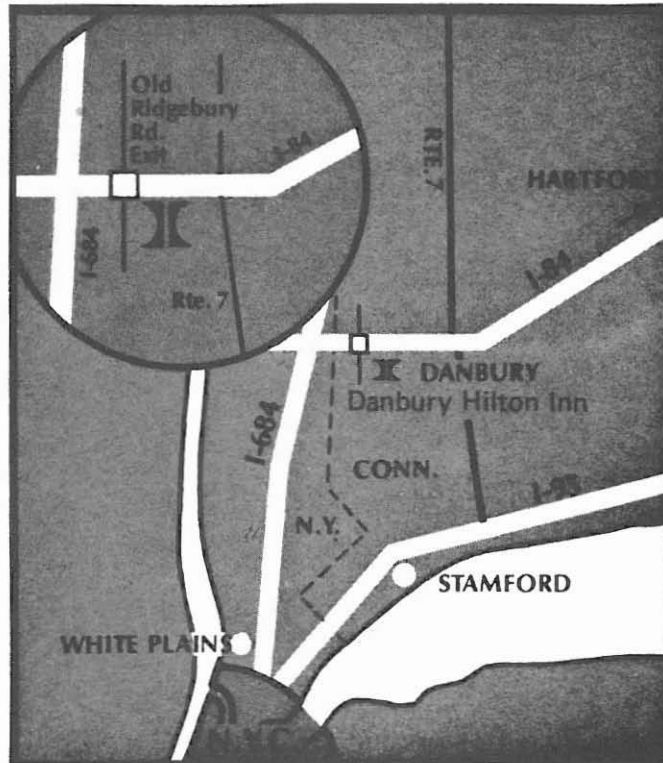 Old
Ridgebury
Rd.
Exit
I-84
I-684
Rte. 7
RTE. 7
HARTFORD
I-84
DANBURY
Danbury Hilton Inn
I-684
CONN.
I-95
N.Y.
STAMFORD
WHITE PLAINS
N.Y.C.